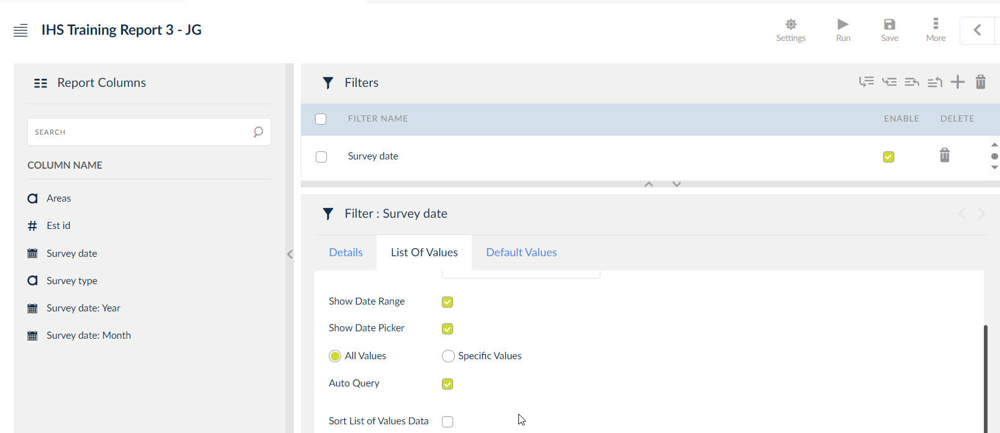 IHS Training Report 3 - JG
Settings
Run
Save
More
Report Columns
SEARCH
COLUMN NAME
Areas
Est id
Survey date
Survey type
Survey date: Year
Survey date: Month
Filters
FILTER NAME
ENABLE
DELETE
Survey date
Filter : Survey date
Details
List Of Values
Default Values
Show Date Range
Show Date Picker
All Values
Specific Values
Auto Query
Sort List of Values Data